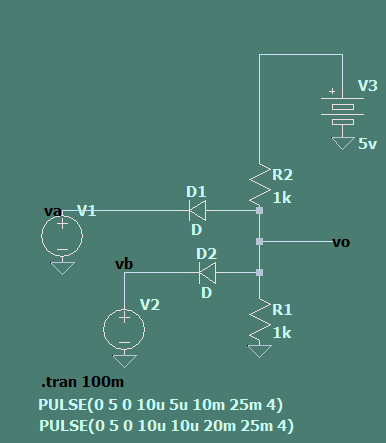 V3
5v
R2
1k
D1
D
va
V1
vo
D2
D
vb
V2
R1
1k
.tran 100m
PULSE(0 5 0 10u 5u 10m 25m 4)
PULSE(0 5 0 10u 10u 20m 25m 4)